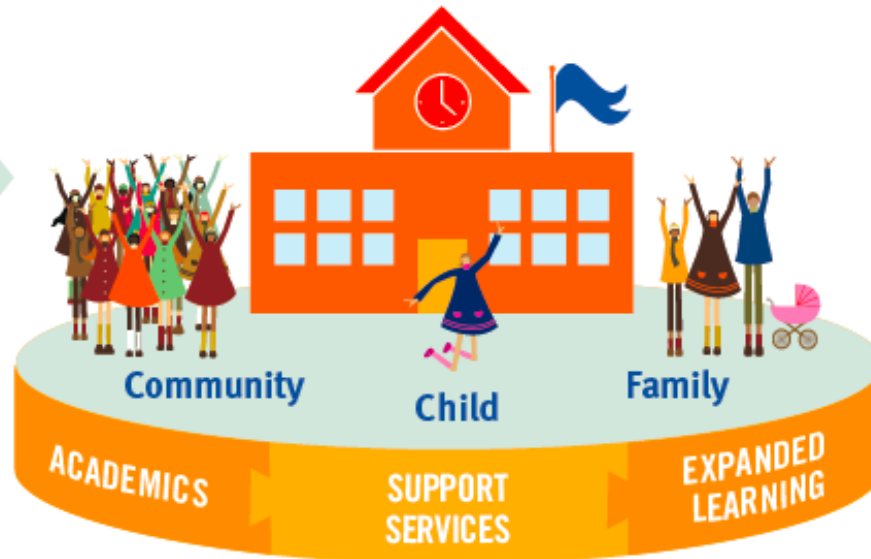 Community
Child
Family
ACADEMICS
SUPPORT
SERVICES
EXPANDED
LEARNING